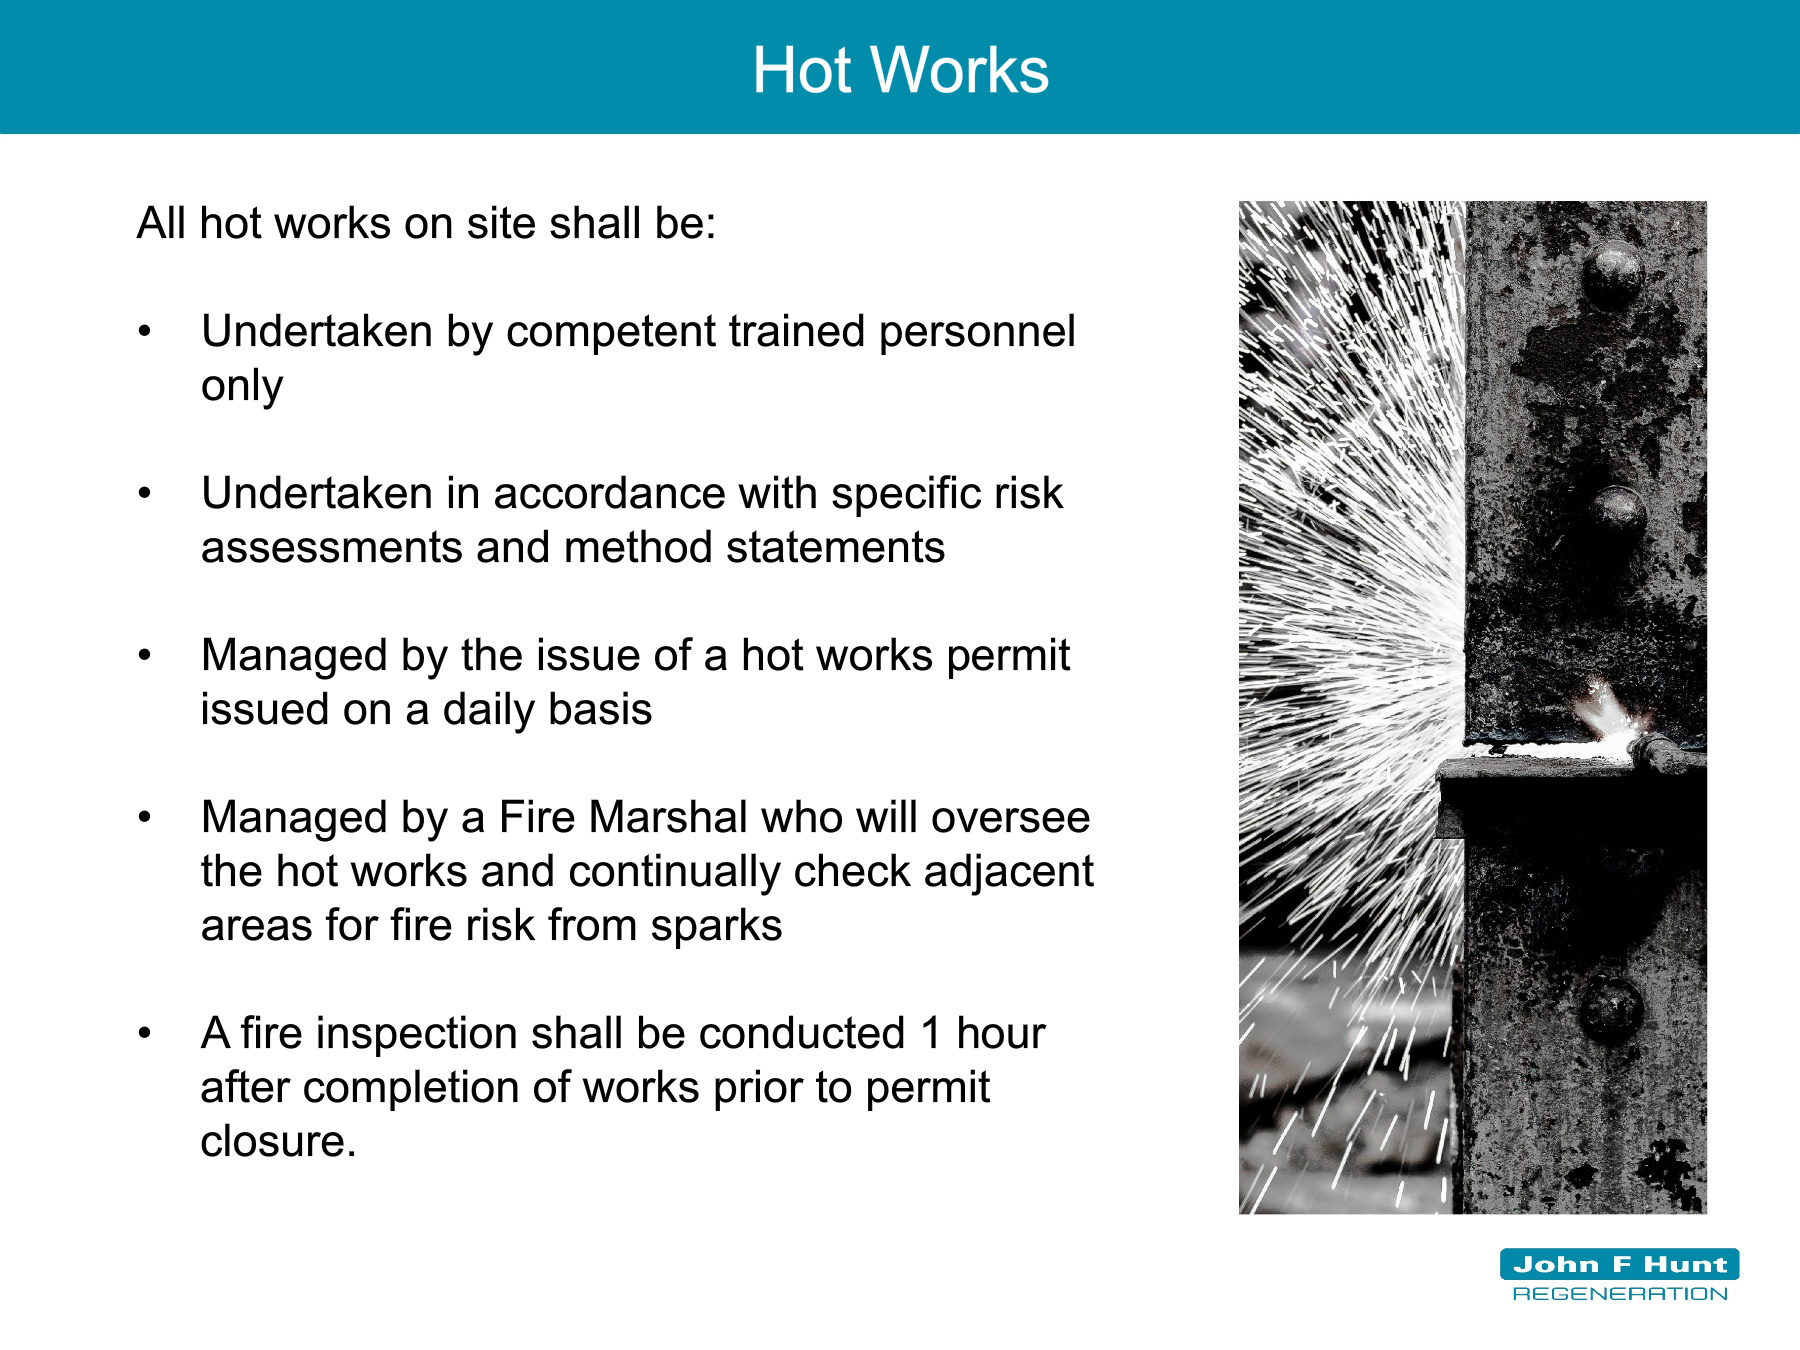 Hot Works
All hot works on site shall be:
• Undertaken by competent trained personnel
only
• Undertaken in accordance with specific risk
assessments and method statements
• Managed by the issue of a hot works permit
issued on a daily basis
• Managed by a Fire Marshal who will oversee
the hot works and continually check adjacent
areas for fire risk from sparks
• A fire inspection shall be conducted 1 hour
after completion of works prior to permit
closure.
John F Hunt
REGENERATION